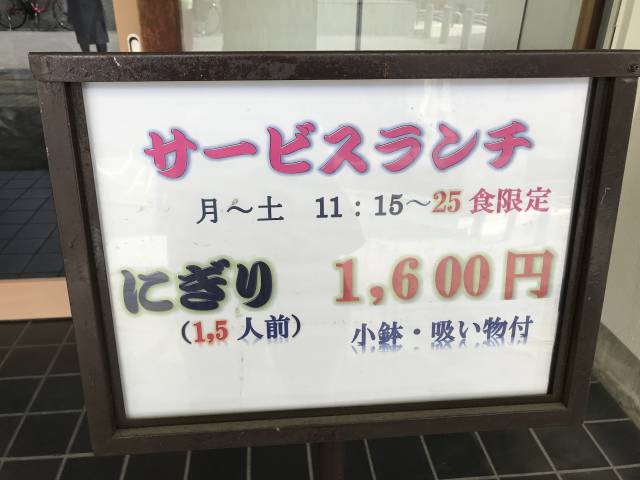 サービスランチ
月～土 11：15～25食限定
にぎり 1,600円
(1,5人前) 小鉢・吸い物付